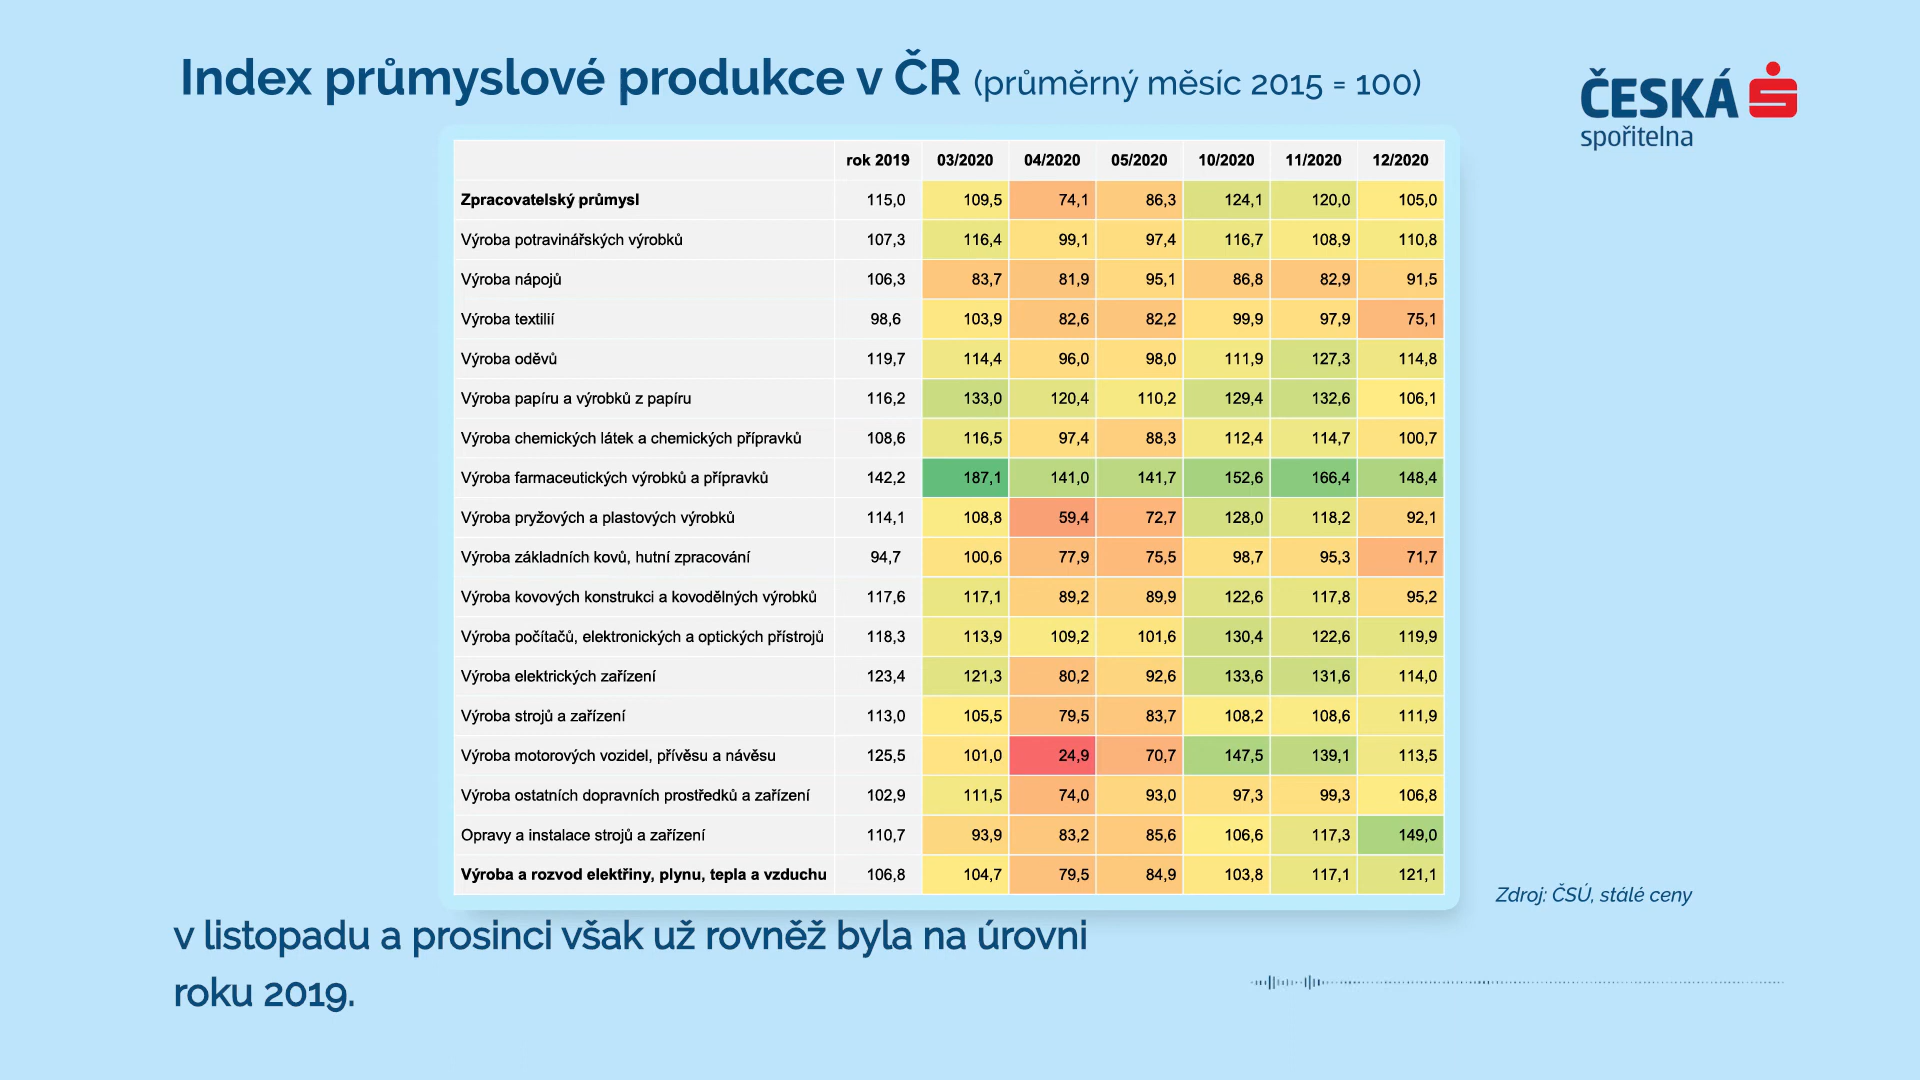 Index průmyslové produkce v ČR (průměrný měsíc 2015 = 100)
ČESKÁ
spořitelna
rok 2019 03/2020 04/2020 05/2020 10/2020 11/2020 12/2020
Zpracovatelský průmysl 115,0 109,5 74,1 86,3 124,1 120,0 105,0
Výroba potravinářských výrobků 107,3 116,4 99,1 97,4 116,7 108,9 110,8
Výroba nápojů 106,3 83,7 81,9 95,1 86,8 82,9 91,5
Výroba textilií 98,6 103,9 82,6 82,2 99,9 97,9 75,1
Výroba oděvů 119,7 114,4 96,0 98,0 111,9 127,3 114,8
Výroba papíru a výrobků z papíru 116,2 133,0 120,4 110,2 129,4 132,6 106,1
Výroba chemických látek a chemických přípravků 108,6 116,5 97,4 88,3 112,4 114,7 100,7
Výroba farmaceutických výrobků a přípravků 142,2 187,1 141,0 141,7 152,6 166,4 148,4
Výroba pryžových a plastových výrobků 114,1 108,8 59,4 72,7 128,0 118,2 92,1
Výroba základních kovů, hutní zpracování 94,7 100,6 77,9 75,5 98,7 95,3 71,7
Výroba kovových konstrukci a kovodělných výrobků 117,6 117,1 89,2 89,9 122,6 117,8 95,2
Výroba počítačů, elektronických a optických přístrojů 118,3 113,9 109,2 101,6 130,4 122,6 119,9
Výroba elektrických zařízení 123,4 121,3 80,2 92,6 133,6 131,6 114,0
Výroba strojů a zařízení 113,0 105,5 79,5 83,7 108,2 108,6 111,9
Výroba motorových vozidel, přívěsu a návěsu 125,5 101,0 24,9 70,7 147,5 139,1 113,5
Výroba ostatních dopravních prostředků a zařízení 102,9 111,5 74,0 93,0 97,3 99,3 106,8
Opravy a instalace strojů a zařízení 110,7 93,9 83,2 85,6 106,6 117,3 149,0
Výroba a rozvod elektřiny, plynu, tepla a vzduchu 106,8 104,7 79,5 84,9 103,8 117,1 121,1
Zdroj: ČSÚ, stálé ceny
v listopadu a prosinci však už rovněž byla na úrovni
roku 2019.